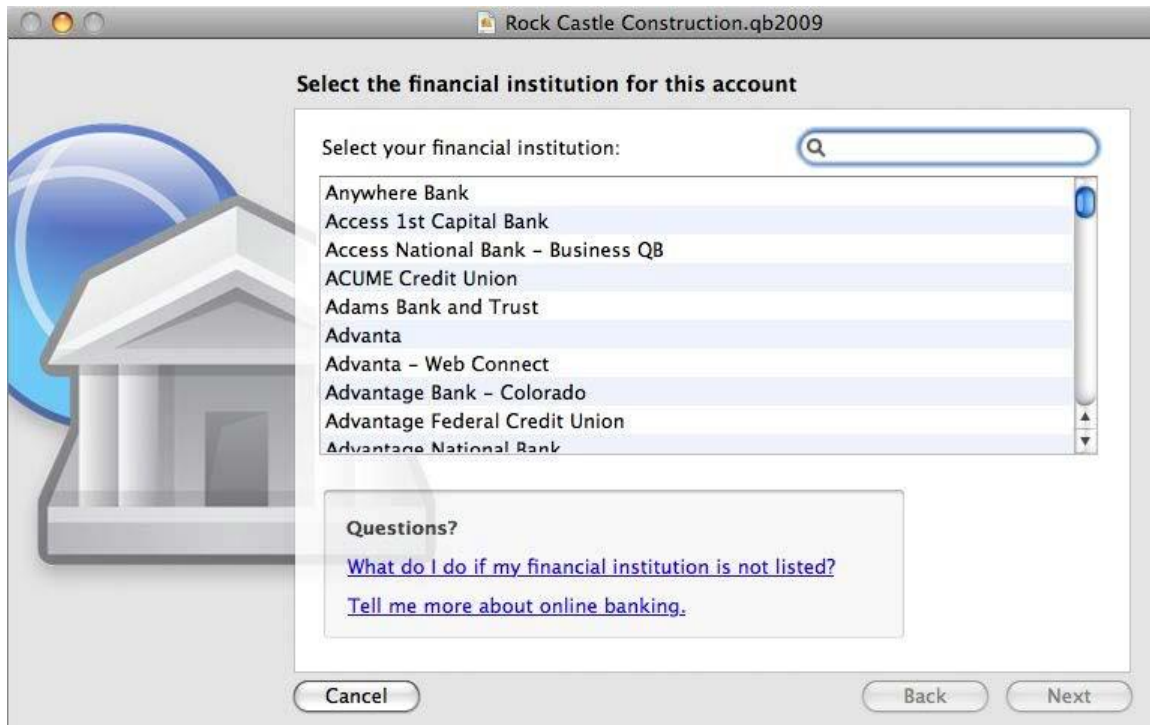 Rock Castle Construction.qb2009
Select the financial institution for this account
Select your financial institution:
Anywhere Bank
Access 1st Capital Bank
Access National Bank – Business QB
ACUME Credit Union
Adams Bank and Trust
Advanta
Advanta – Web Connect
Advantage Bank – Colorado
Advantage Federal Credit Union
Advantage National Bank
Questions?
What do I do if my financial institution is not listed?
Tell me more about online banking.
Cancel
Back
Next